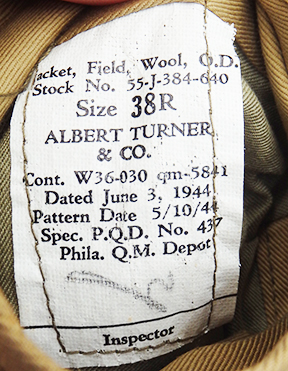 Jacket, Field, Wool, O.D.
Stock No. 55-J-384-640
Size 38R
ALBERT TURNER
& CO.
Cont. W36-030 qm-5841
Dated June 3, 1944
Pattern Date 5/10/44
Spec. P.Q.D. No. 437
Phila. Q.M. Depot
Inspector